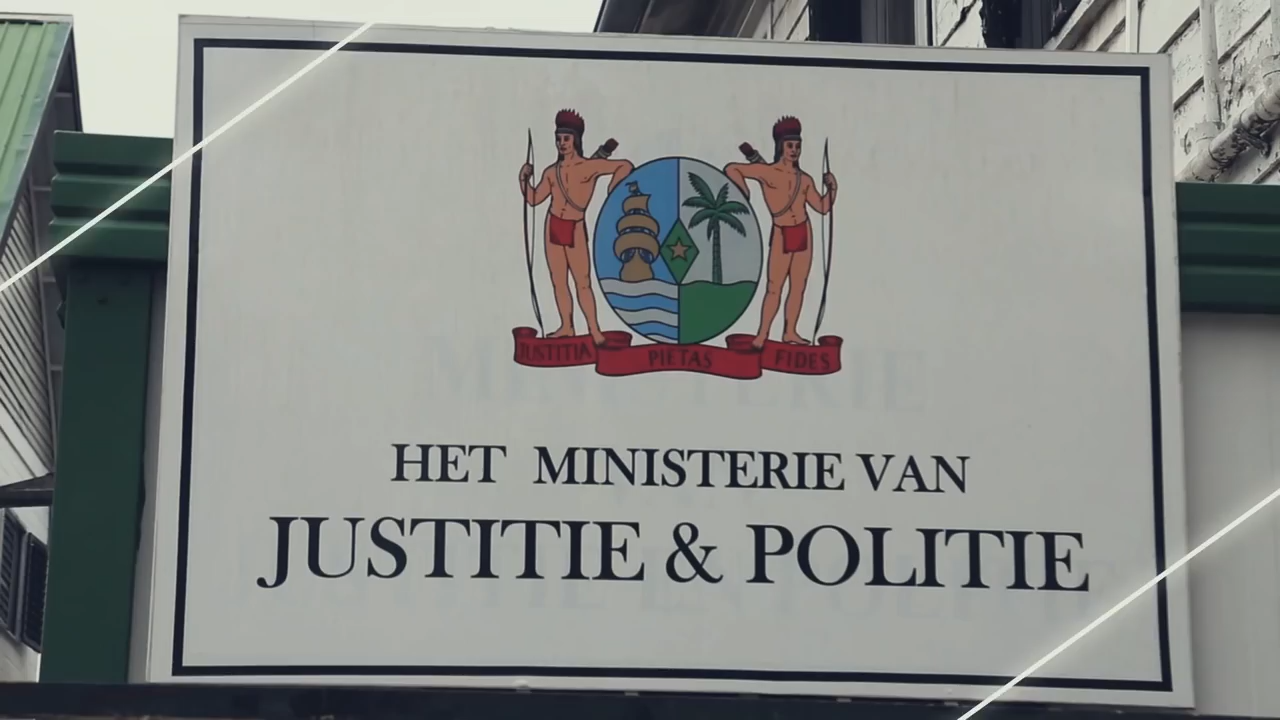 JUSTITIA PIETAS FIDES
HET MINISTERIE VAN
JUSTITIE & POLITIE